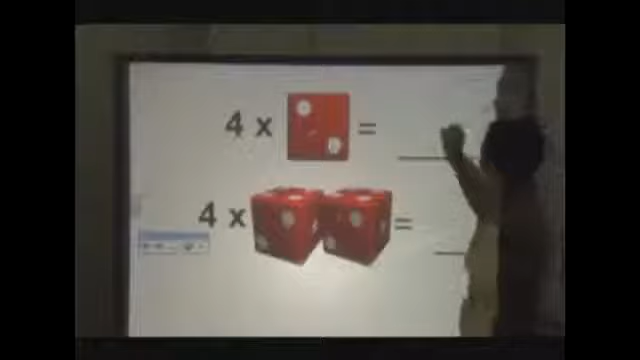 4 x =
4 x =